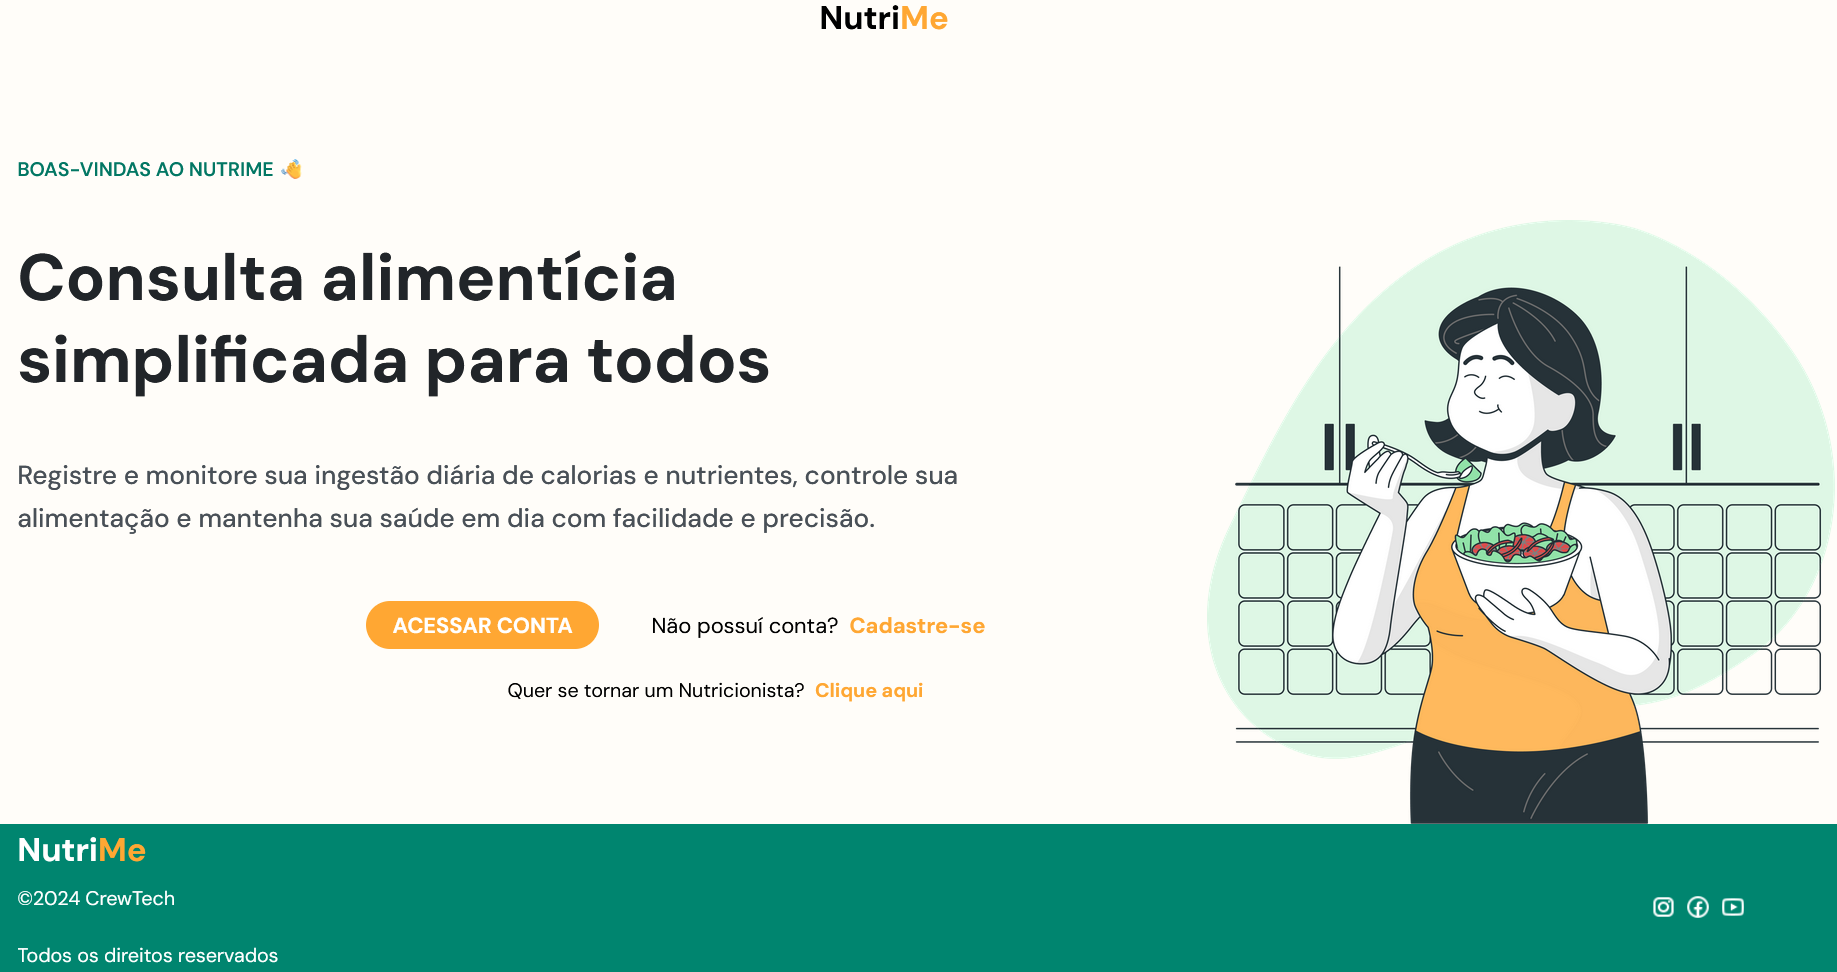 NutriMe
BOAS-VINDAS AO NUTRIME 👋
Consulta alimentícia
simplificada para todos
Registre e monitore sua ingestão diária de calorias e nutrientes, controle sua
alimentação e mantenha sua saúde em dia com facilidade e precisão.
ACESSAR CONTA
Não possuí conta? Cadastre-se
Quer se tornar um Nutricionista? Clique aqui
NutriMe
©2024 CrewTech
Todos os direitos reservados